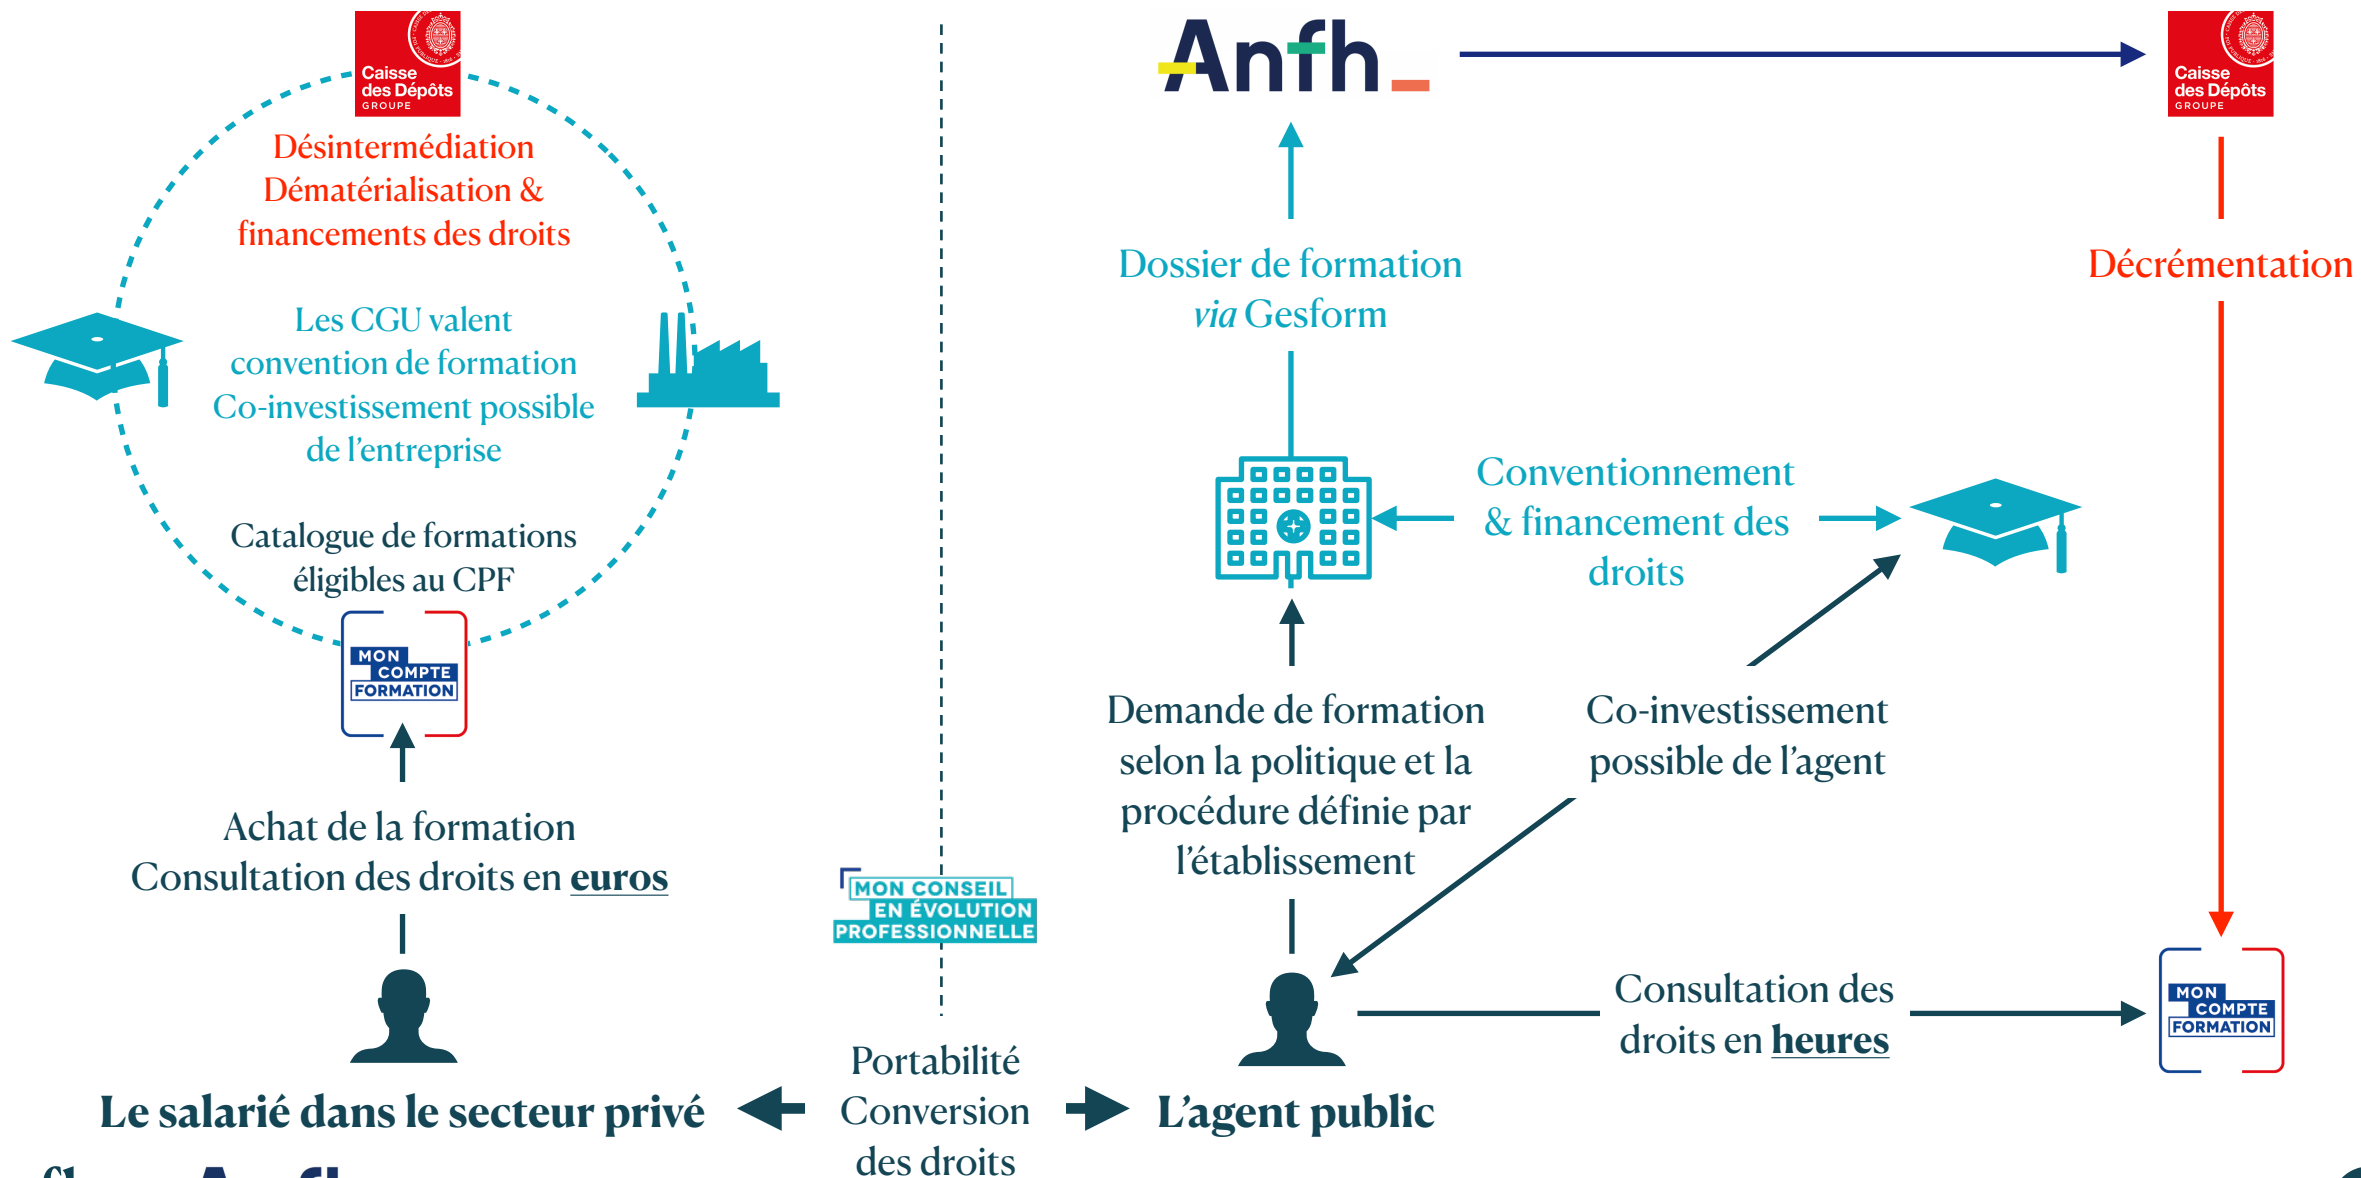 Caisse
des Dépôts
GROUPE
Désintermédiation
Dématérialisation &
financements des droits
Les CGU valent
convention de formation
Co-investissement possible
de l'entreprise
Catalogue de formations
éligibles au CPF
MON
COMPTE
FORMATION
Achat de la formation
Consultation des droits en euros
Le salarié dans le secteur privé
MON CONSEIL
EN ÉVOLUTION
PROFESSIONNELLE
Portabilité
Conversion
des droits
Anfh
Caisse
des Dépôts
GROUPE
Dossier de formation
via Gesform
Décrémentation
Conventionnement
& financement des
droits
Demande de formation
selon la politique et la
procédure définie par
l'établissement
Co-investissement
possible de l'agent
Consultation des
droits en heures
MON
COMPTE
FORMATION
L'agent public